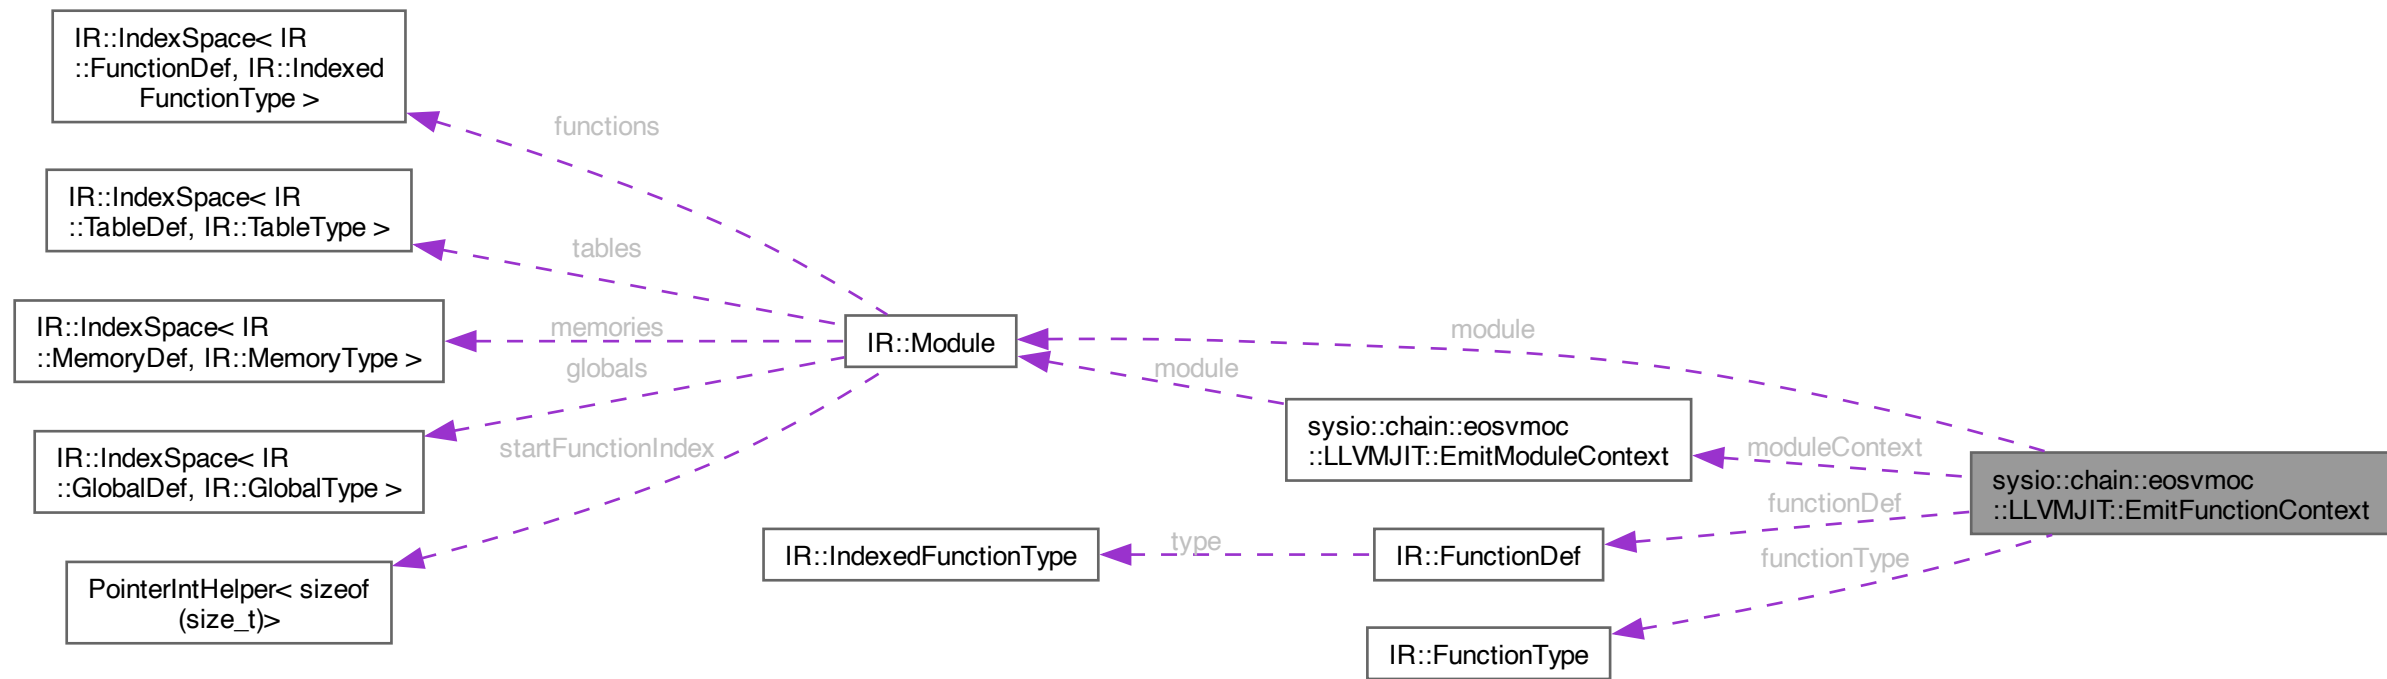 IR::IndexSpace< IR
::FunctionDef, IR::Indexed
FunctionType >
functions
IR::IndexSpace< IR
::TableDef, IR::TableType >
tables
IR::IndexSpace< IR
::MemoryDef, IR::MemoryType >
memories
globals
IR::IndexSpace< IR
::GlobalDef, IR::GlobalType >
startFunctionIndex
PointerIntHelper< sizeof
(size_t)>
IR::Module
module
module
sysio::chain::eosvmoc
::LLVMJIT::EmitModuleContext
moduleContext
IR::IndexedFunctionType
type
IR::FunctionDef
functionDef
functionType
IR::FunctionType
sysio::chain::eosvmoc
::LLVMJIT::EmitFunctionContext